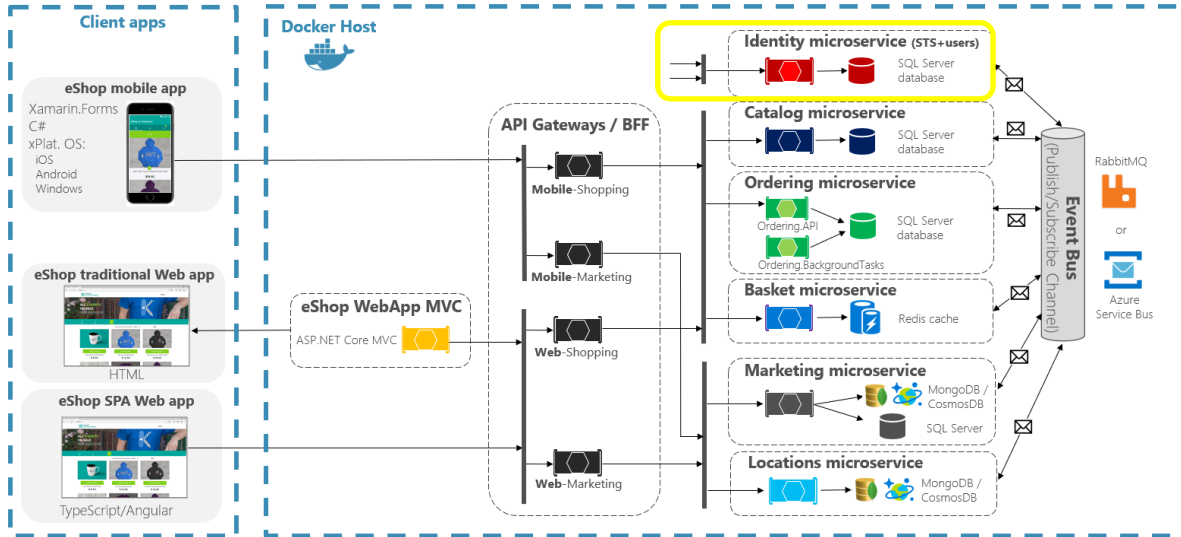 Client apps
eShop mobile app
Xamarin.Forms
C#
xPlat. OS:
iOS
Android
Windows
eShop traditional Web app
HTML
eShop SPA Web app
TypeScript/Angular
Docker Host
eShop WebApp MVC
ASP.NET Core MVC
API Gateways / BFF
Mobile-Shopping
Mobile-Marketing
Web-Shopping
Web-Marketing
Identity microservice (STS+users)
SQL Server
database
Catalog microservice
SQL Server
database
Ordering microservice
Ordering.API
SQL Server
database
Ordering.BackgroundTasks
Basket microservice
Redis cache
Marketing microservice
MongoDB /
CosmosDB
SQL Server
Locations microservice
MongoDB /
CosmosDB
Event Bus
(Publish/Subscribe Channel)
RabbitMQ
or
Azure
Service Bus